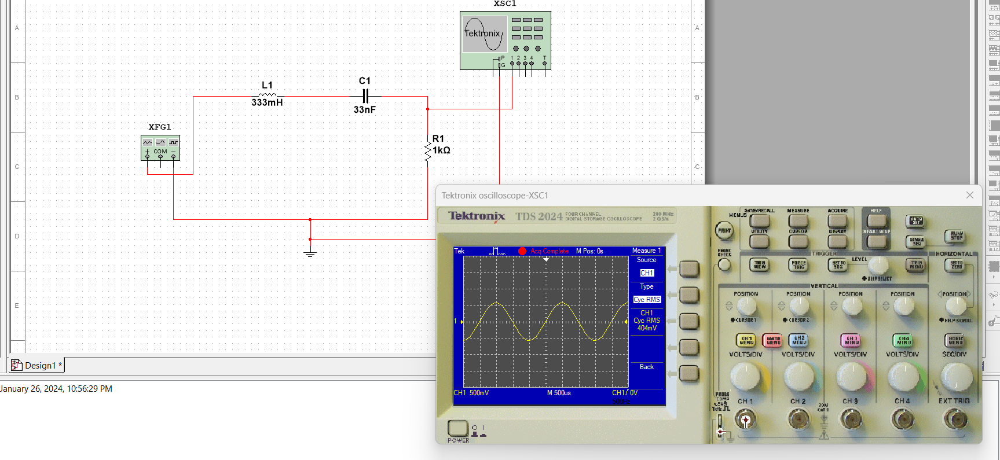 XSC1
A
A
Tektronix
P 1 2 3 4 T
G
L1
333mH
C1
33nF
B
B
XFG1
+ COM −
R1
1kΩ
C
C
D
E
Design1 *
January 26, 2024, 10:56:29 PM
Tektronix oscilloscope-XSC1
Tektronix TDS 2024 FOUR CHANNEL
DIGITAL STORAGE OSCILLOSCOPE
200 MHz
2 GS/s
Tek
Acq Complete
M Pos: 0s
Measure 1
Source
CH1
Type
Cyc RMS
CH1
Cyc RMS
404mV
Back
1
CH1 500mV
M 500us
CH1/ 0V
POWER
MENUS
SAVE/RECALL
MEASURE
ACQUIRE
HELP
AUTO
SET
PRINT
UTILITY
CURSOR
DISPLAY
DEFAULT SETUP
SINGLE
SEQ
RUN/
STOP
PROBE
CHECK
TRIGGER
HORIZONTAL
TRIG
VIEW
FORCE
TRIG
SET TO
50%
LEVEL
USER SELECT
TRIG
MENU
SET TO
ZERO
VERTICAL
POSITION
POSITION
POSITION
POSITION
POSITION
CURSOR 1
CURSOR 2
HELP SCROLL
CH 1
MENU
MATH
MENU
CH 2
MENU
CH 3
MENU
CH 4
MENU
HORIZ
MENU
VOLTS/DIV
VOLTS/DIV
VOLTS/DIV
VOLTS/DIV
SEC/DIV
PROBE
COMP
~5V
1kHz
CH 1
CH 2
300V
CAT II
CH 3
CH 4
EXT TRIG